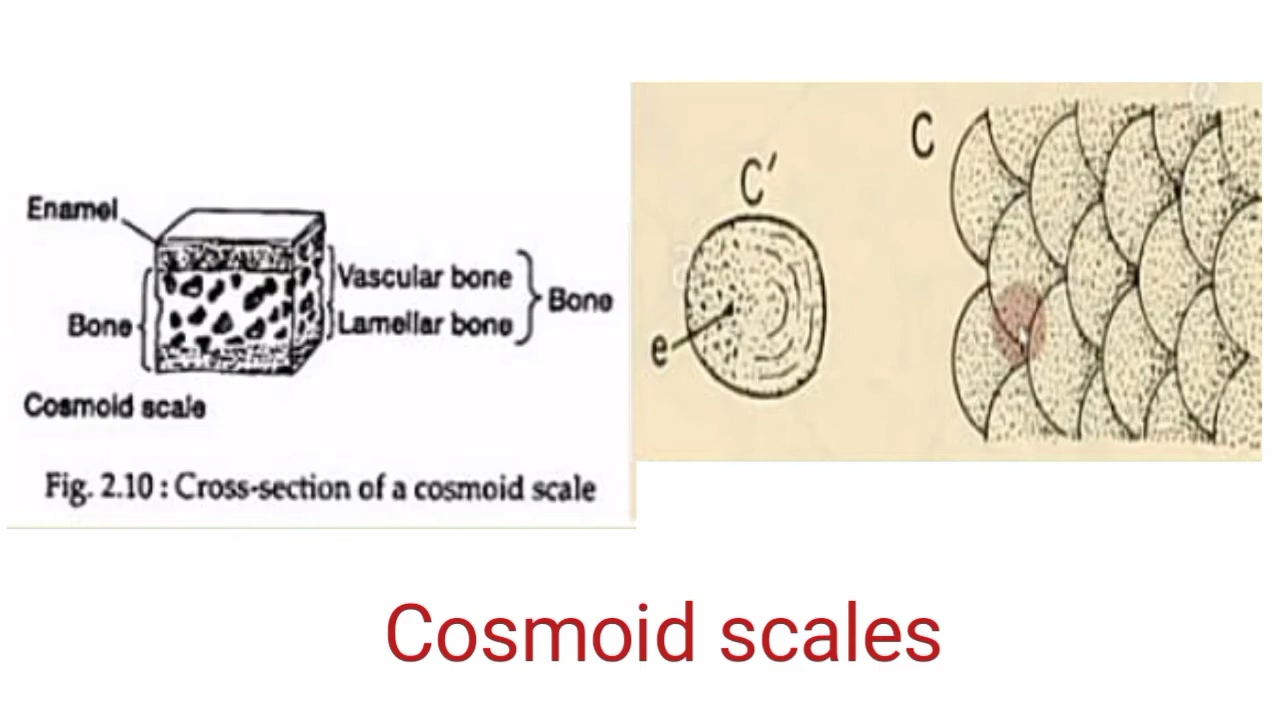 Enamel
Vascular bone
Bone
Bone
Lamellar bone
Cosmoid scale
Fig. 2.10 : Cross-section of a cosmoid scale
C′
e
C
Cosmoid scales